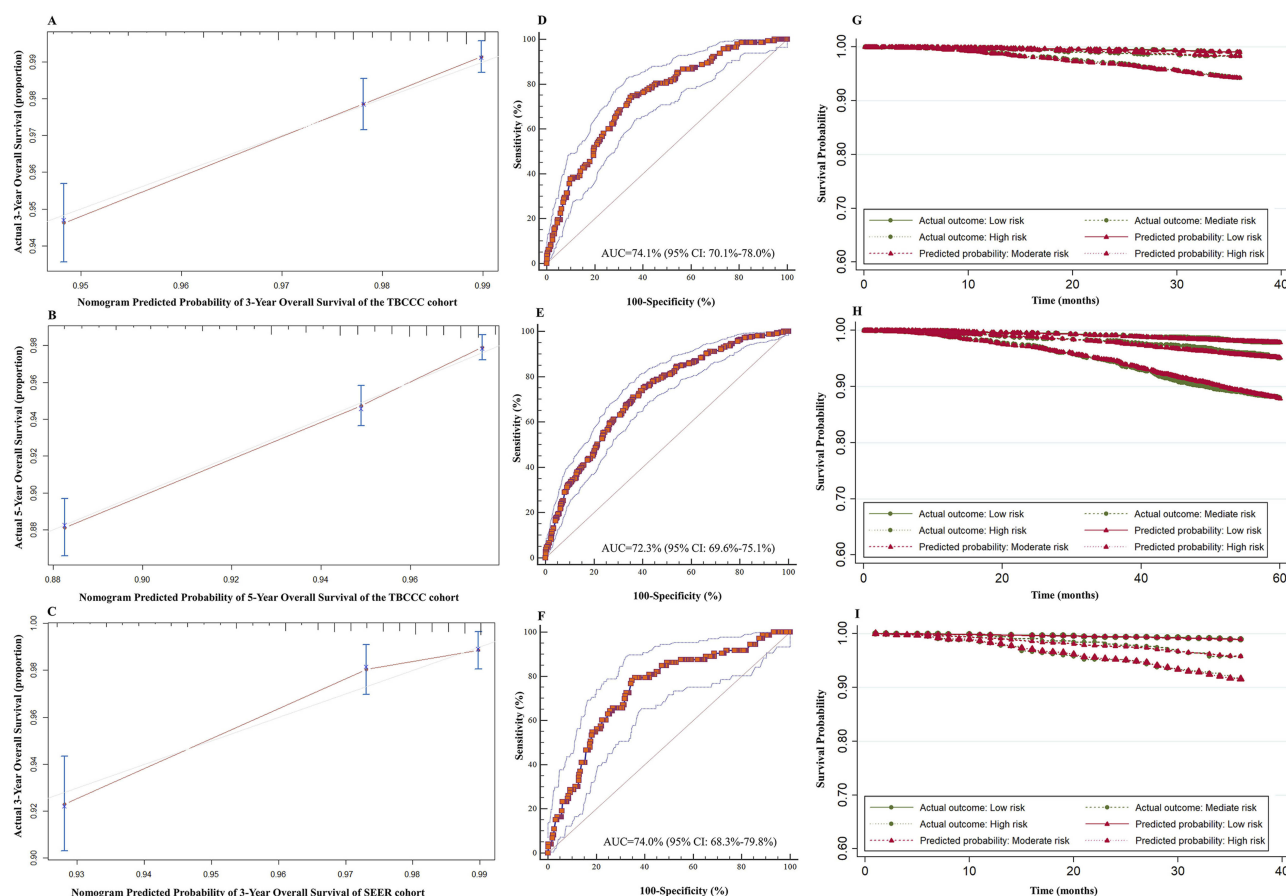 A
Actual 3-Year Overall Survival (proportion)
0.99
0.98
0.97
0.96
0.95
0.94
0.95
0.96
0.97
0.98
0.99
Nomogram Predicted Probability of 3-Year Overall Survival of the TBCCC cohort
B
Actual 5-Year Overall Survival (proportion)
0.98
0.96
0.94
0.92
0.90
0.88
0.88
0.90
0.92
0.94
0.96
Nomogram Predicted Probability of 5-Year Overall Survival of the TBCCC cohort
C
Actual 3-Year Overall Survival (proportion)
1.00
0.98
0.96
0.94
0.92
0.90
0.93
0.94
0.95
0.96
0.97
0.98
0.99
Nomogram Predicted Probability of 3-Year Overall Survival of SEER cohort
D
Sensitivity (%)
100
80
60
40
20
0
AUC=74.1% (95% CI: 70.1%-78.0%)
0
20
40
60
80
100
100-Specificity (%)
E
Sensitivity (%)
100
80
60
40
20
0
AUC=72.3% (95% CI: 69.6%-75.1%)
0
20
40
60
80
100
100-Specificity (%)
F
Sensitivity (%)
100
80
60
40
20
0
AUC=74.0% (95% CI: 68.3%-79.8%)
0
20
40
60
80
100
100-Specificity (%)
G
Survival Probability
1.00
0.90
0.80
0.70
0.60
Actual outcome: Low risk
Actual outcome: Mediate risk
Actual outcome: High risk
Predicted probability: Low risk
Predicted probability: Moderate risk
Predicted probability: High risk
0
10
20
30
40
Time (months)
H
Survival Probability
1.00
0.90
0.80
0.70
0.60
Actual outcome: Low risk
Actual outcome: Mediate risk
Actual outcome: High risk
Predicted probability: Low risk
Predicted probability: Moderate risk
Predicted probability: High risk
0
20
40
60
Time (months)
I
Survival Probability
1.00
0.90
0.80
0.70
0.60
Actual outcome: Low risk
Actual outcome: Mediate risk
Actual outcome: High risk
Predicted probability: Low risk
Predicted probability: Moderate risk
Predicted probability: High risk
0
10
20
30
40
Time (months)